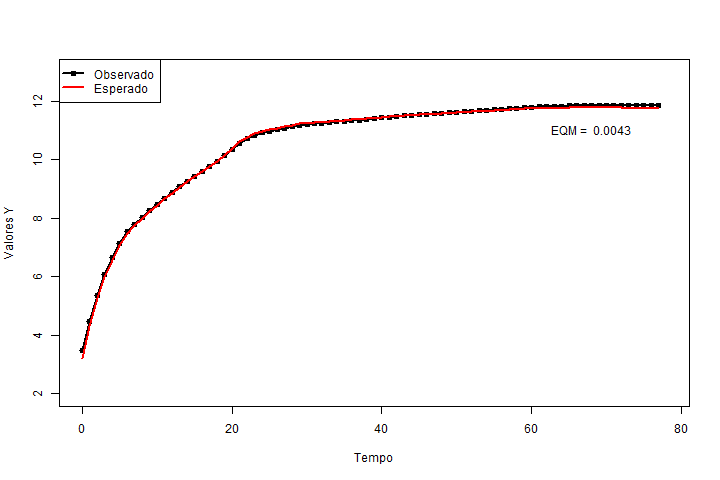 Observado
Esperado
EQM = 0.0043
Valores Y
12
10
8
6
4
2
0 20 40 60 80
Tempo